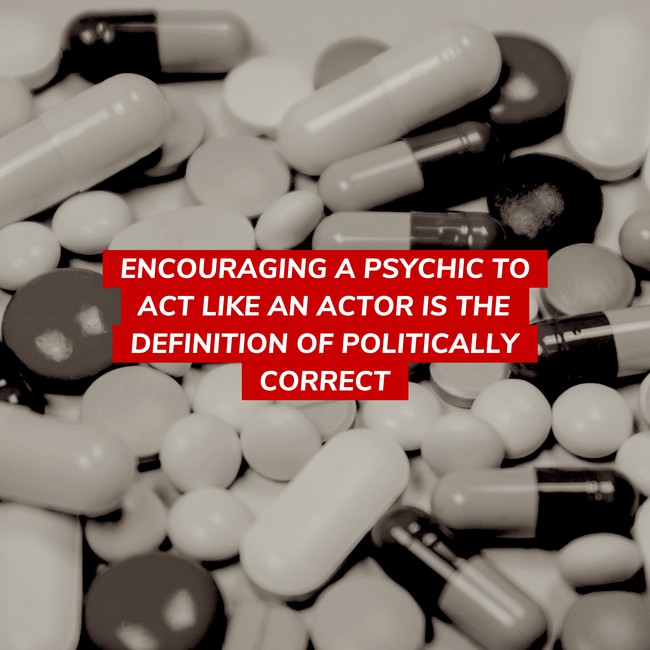 ENCOURAGING A PSYCHIC TO
ACT LIKE AN ACTOR IS THE
DEFINITION OF POLITICALLY
CORRECT